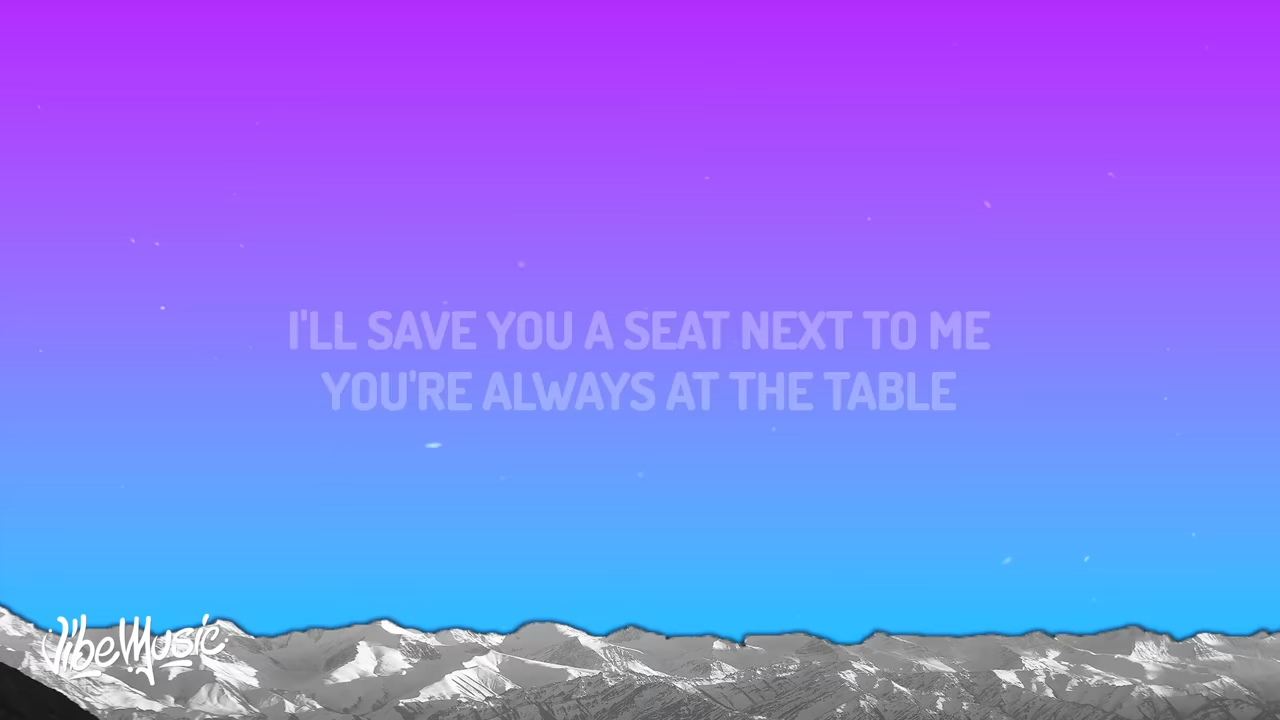 I'LL SAVE YOU A SEAT NEXT TO ME
YOU'RE ALWAYS AT THE TABLE
VibeMusic